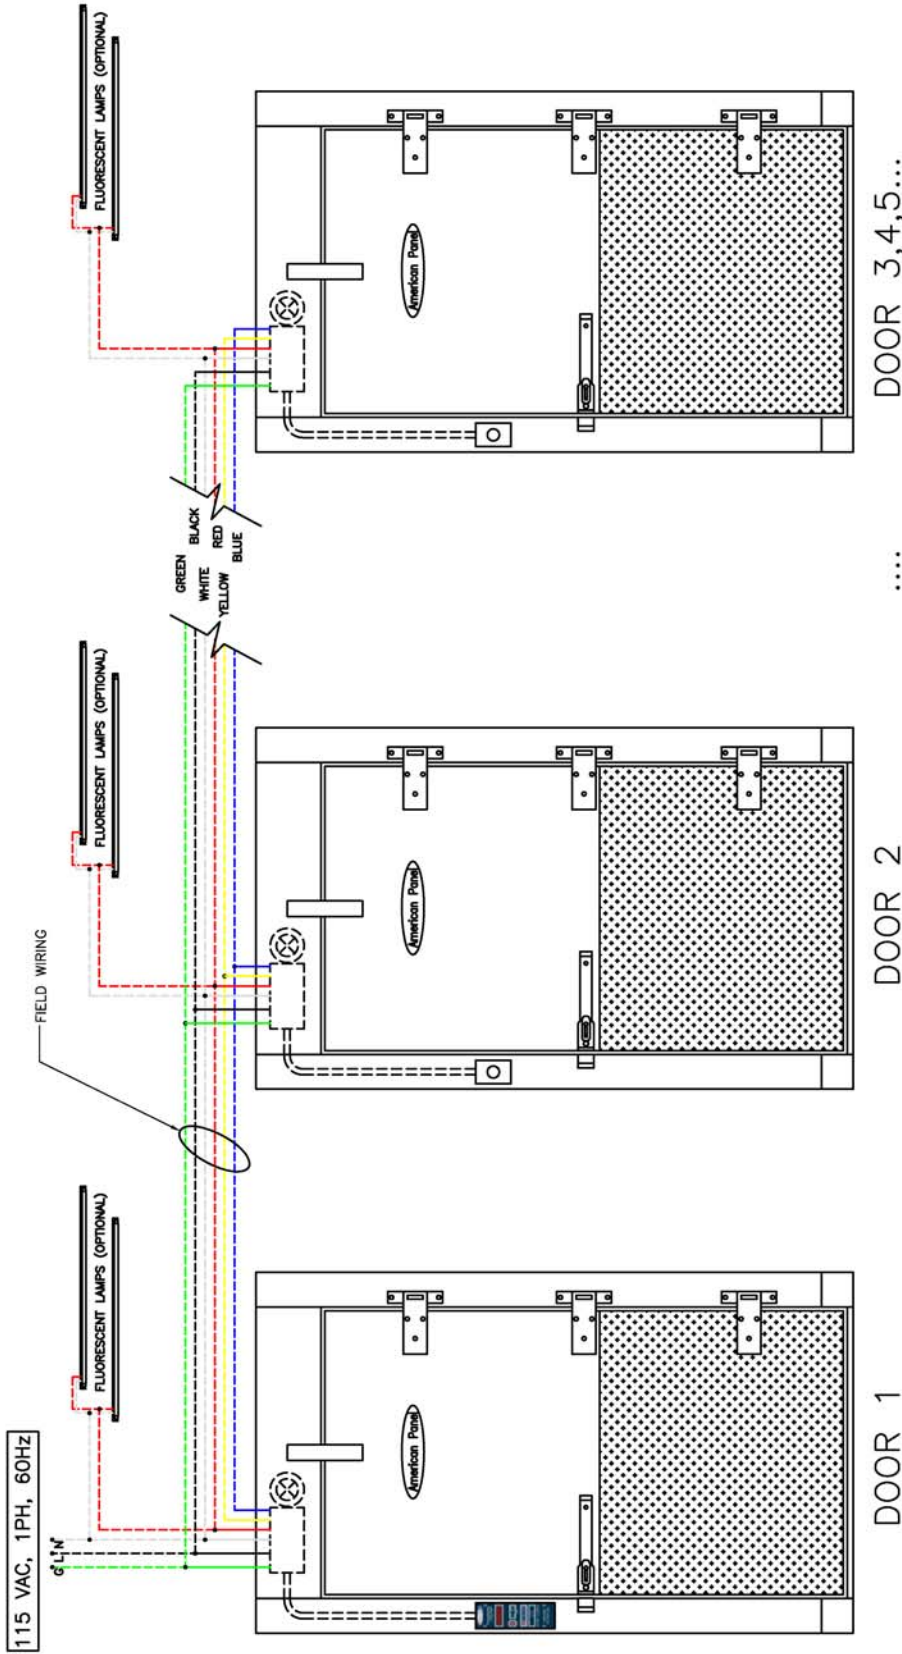 115 VAC, 1PH, 60Hz
G L N
FLUORESCENT LAMPS (OPTIONAL)
FIELD WIRING
FLUORESCENT LAMPS (OPTIONAL)
FLUORESCENT LAMPS (OPTIONAL)
GREEN
BLACK
WHITE
RED
YELLOW
BLUE
American Panel
American Panel
American Panel
DOOR 1
DOOR 2
....
DOOR 3,4,5...